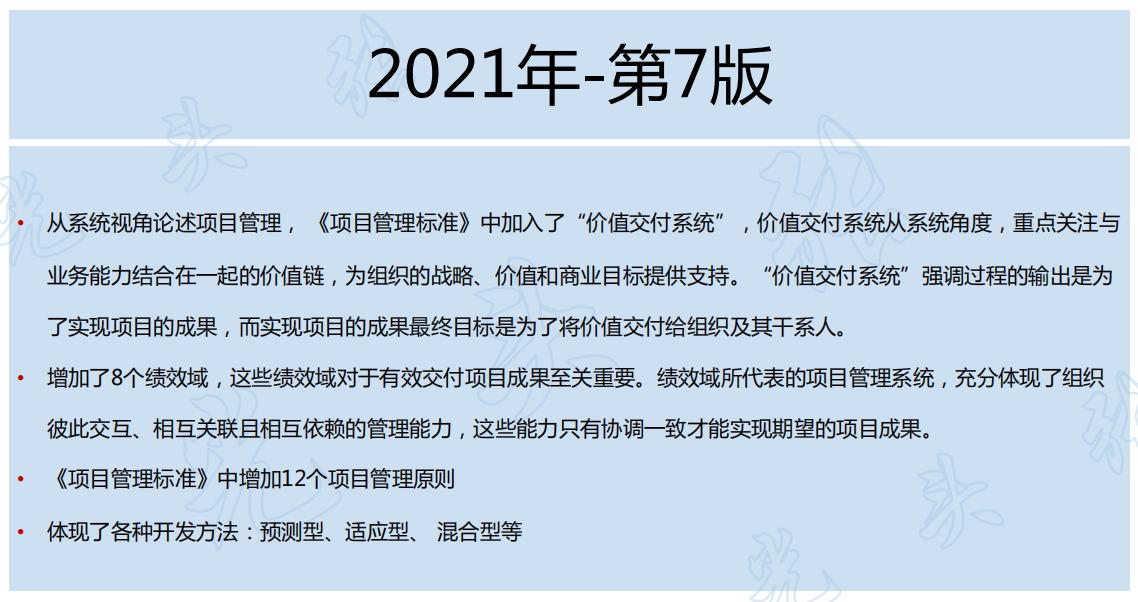 2021年-第7版
• 从系统视角论述项目管理，《项目管理标准》中加入了“价值交付系统”，价值交付系统从系统角度，重点关注与
业务能力结合在一起的价值链，为组织的战略、价值和商业目标提供支持。“价值交付系统”强调过程的输出是为
了实现项目的成果，而实现项目的成果最终目标是为了将价值交付给组织及其干系人。
• 增加了8个绩效域，这些绩效域对于有效交付项目成果至关重要。绩效域所代表的项目管理系统，充分体现了组织
彼此交互、相互关联且相互依赖的管理能力，这些能力只有协调一致才能实现期望的项目成果。
• 《项目管理标准》中增加12个项目管理原则
• 体现了各种开发方法：预测型、适应型、 混合型等